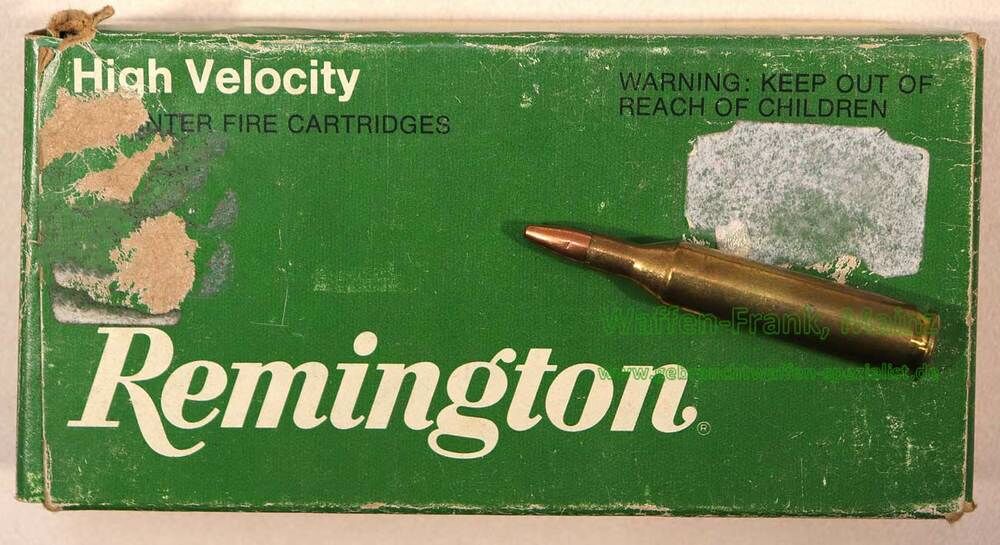 High Velocity
WARNING: KEEP OUT OF
REACH OF CHILDREN
NTER FIRE CARTRIDGES
Waffen-Frank, Mainz
Remington®